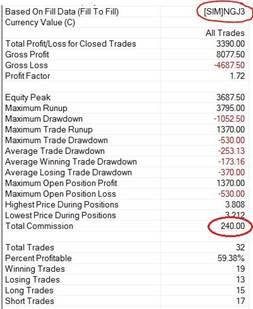 Based On Fill Data (Fill To Fill) [SIM]NGJ3
Currency Value (C)
All Trades
Total Profit/Loss for Closed Trades 3390.00
Gross Profit 8077.50
Gross Loss -4687.50
Profit Factor 1.72
Equity Peak 3687.50
Maximum Runup 3795.00
Maximum Drawdown -1052.50
Maximum Trade Runup 1370.00
Maximum Trade Drawdown -530.00
Average Trade Drawdown -253.13
Average Winning Trade Drawdown -173.16
Average Losing Trade Drawdown -370.00
Maximum Open Position Profit 1370.00
Maximum Open Position Loss -530.00
Highest Price During Positions 3.808
Lowest Price During Positions 3.212
Total Commission 240.00
Total Trades 32
Percent Profitable 59.38%
Winning Trades 19
Losing Trades 13
Long Trades 15
Short Trades 17